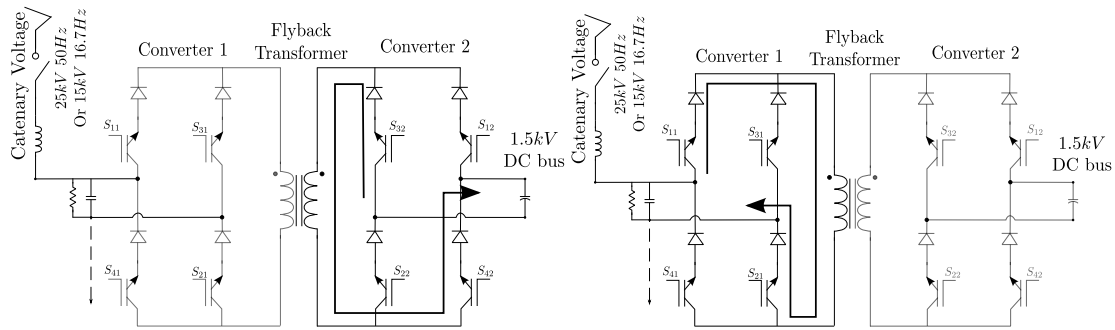 Catenary Voltage
25kV 50Hz
Or 15kV 16.7Hz
Converter 1
Flyback
Transformer
Converter 2
S11
S31
S32
S12
1.5kV
DC bus
S41
S21
S22
S42
Catenary Voltage
25kV 50Hz
Or 15kV 16.7Hz
Converter 1
Flyback
Transformer
Converter 2
S11
S31
S32
S12
1.5kV
DC bus
S41
S21
S22
S42